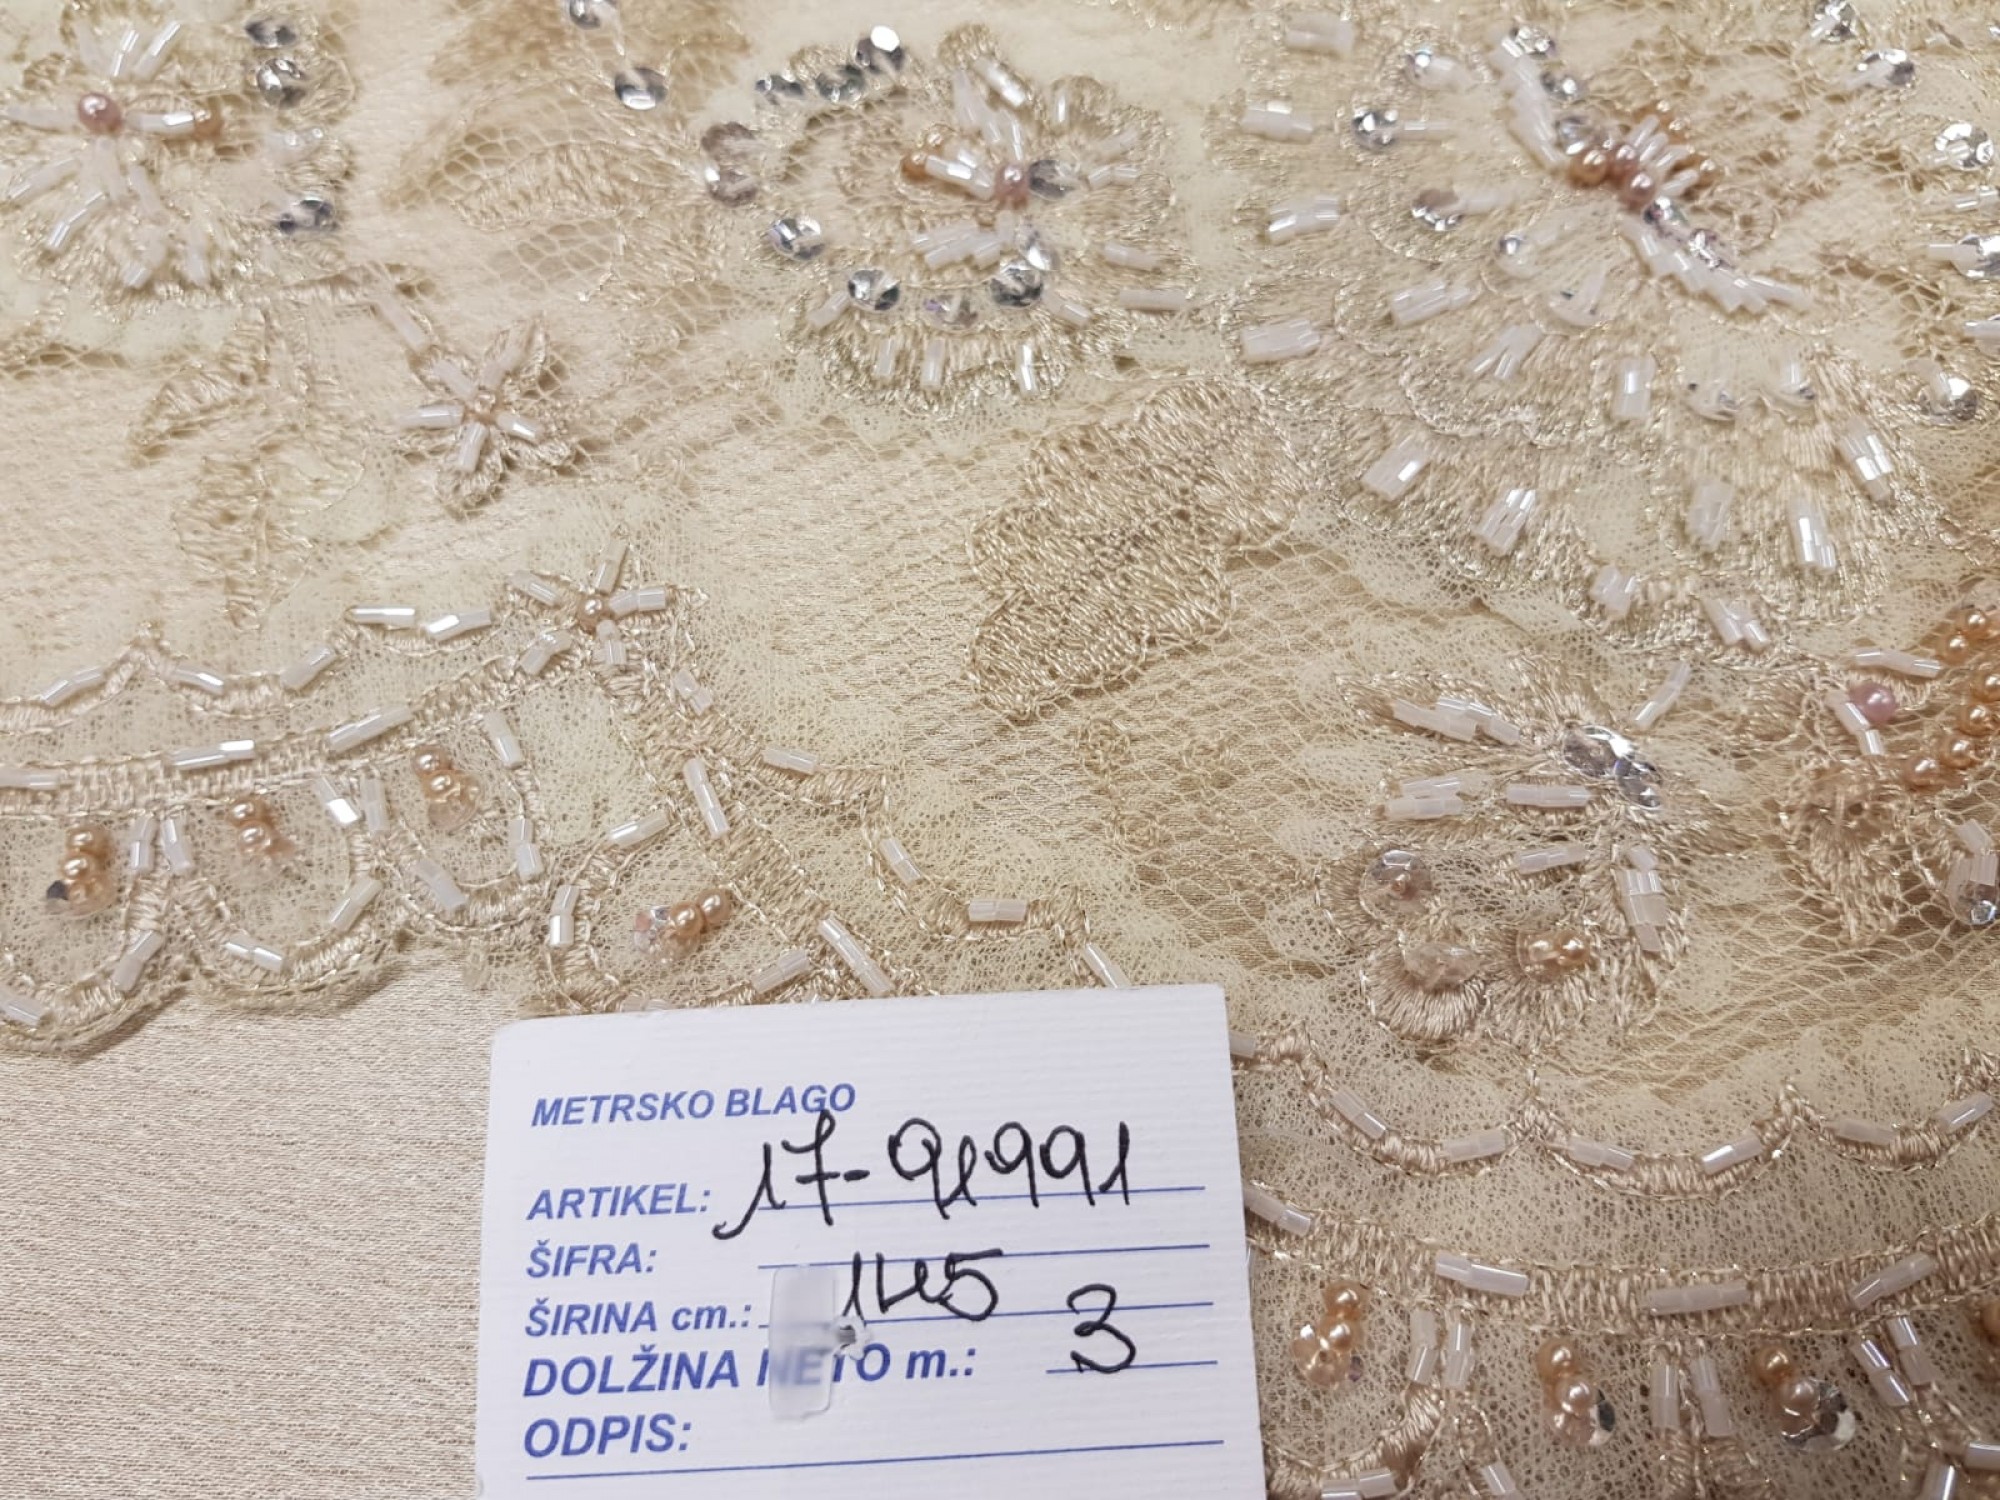 METRSKO BLAGO
ARTIKEL: 17-91991
ŠIFRA:
ŠIRINA cm.: 145
DOLŽINA NETO m.: 3
ODPIS: